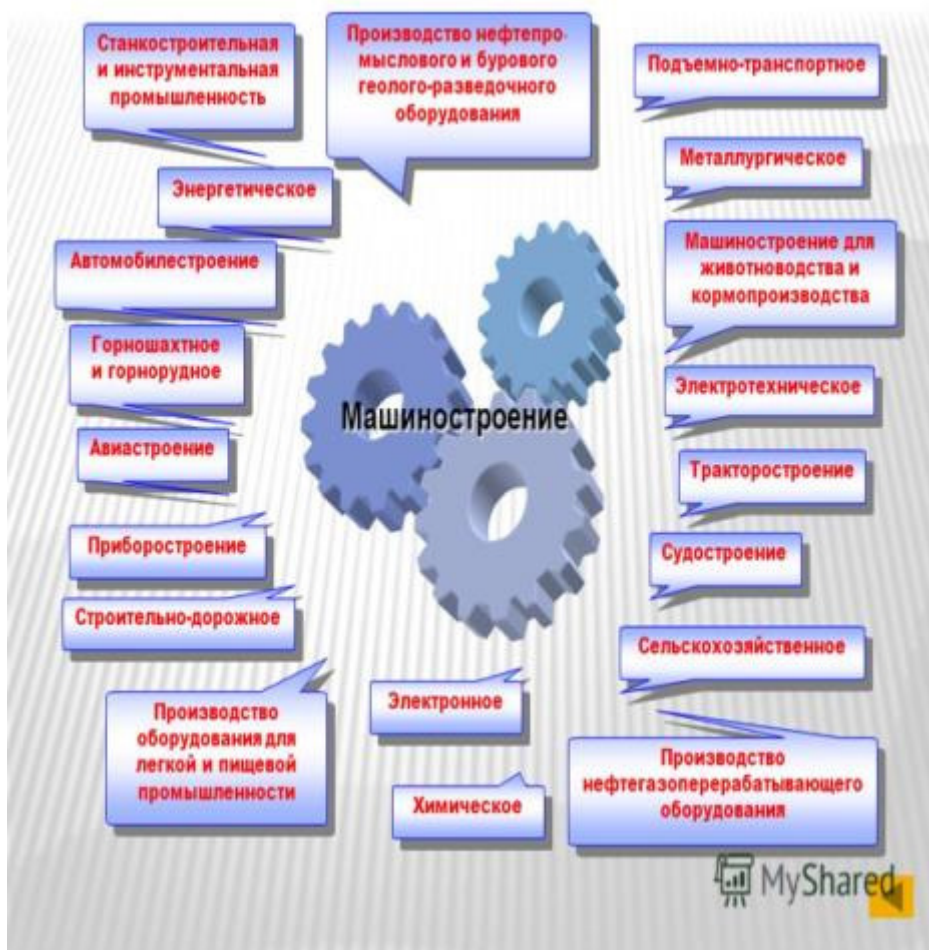 Станкостроительная
и инструментальная
промышленность
Производство нефтепро-
мыслового и бурового
геолого-разведочного
оборудования
Подъемно-транспортное
Энергетическое
Металлургическое
Автомобилестроение
Машиностроение для
животноводства и
кормопроизводства
Горношахтное
и горнорудное
Электротехническое
Машиностроение
Авиастроение
Тракторостроение
Приборостроение
Судостроение
Строительно-дорожное
Сельскохозяйственное
Производство
оборудования для
легкой и пищевой
промышленности
Электронное
Производство
нефтегазоперерабатывающего
оборудования
Химическое
MyShared